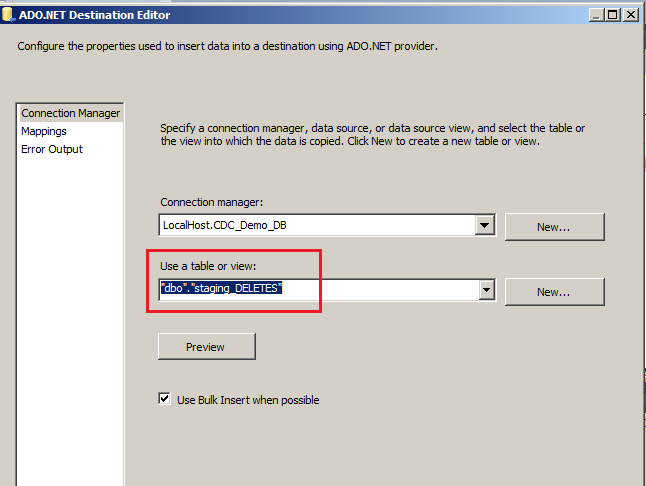 ADO.NET Destination Editor
Configure the properties used to insert data into a destination using ADO.NET provider.
Connection Manager
Mappings
Error Output
Specify a connection manager, data source, or data source view, and select the table or
the view into which the data is copied. Click New to create a new table or view.
Connection manager:
LocalHost.CDC_Demo_DB
New...
Use a table or view:
"dbo"."staging_DELETES"
New...
Preview
Use Bulk Insert when possible